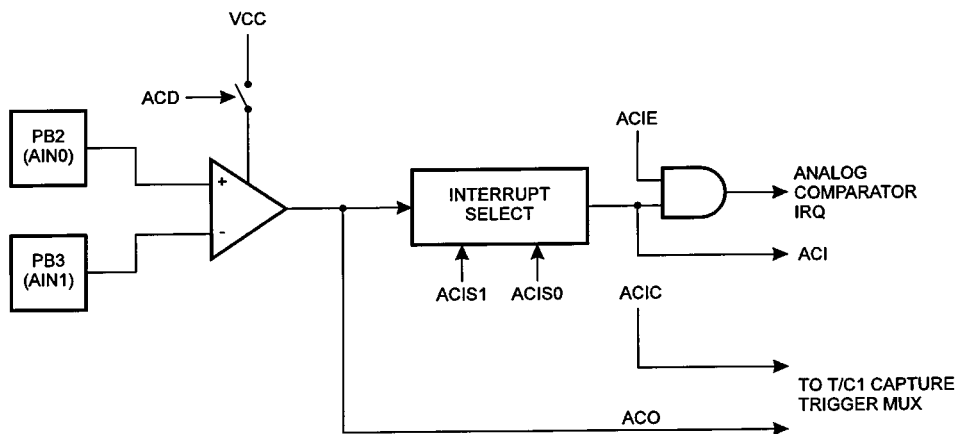 VCC
ACD
PB2
(AIN0)
+
-
PB3
(AIN1)
INTERRUPT
SELECT
ACIS1 ACIS0
ACIE
ANALOG
COMPARATOR
IRQ
ACI
ACIC
TO T/C1 CAPTURE
TRIGGER MUX
ACO